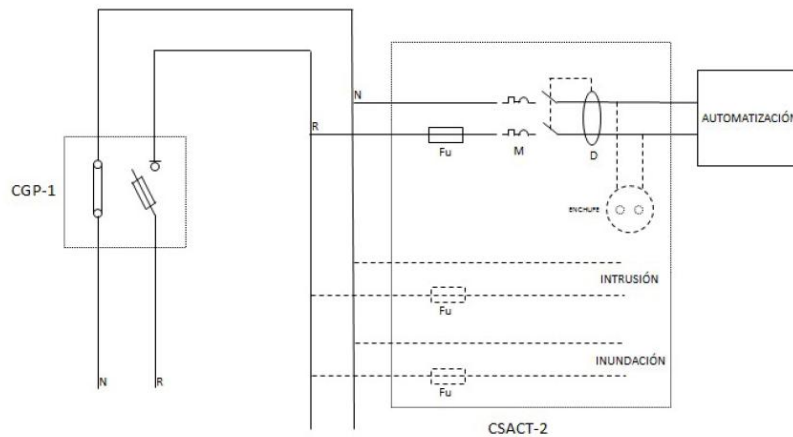 N
R
AUTOMATIZACIÓN
Fu
M
D
CGP-1
ENCHUFE
INTRUSIÓN
Fu
INUNDACIÓN
N
R
Fu
CSACT-2